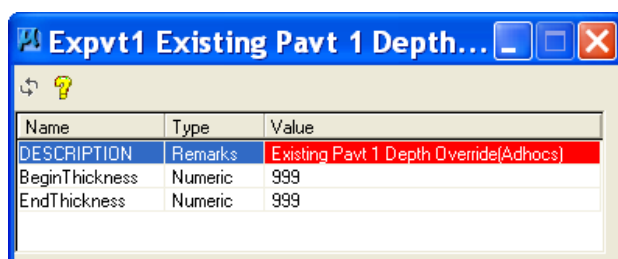 Expvt1 Existing Pavt 1 Depth...
Name Type Value
DESCRIPTION Remarks Existing Pavt 1 Depth Override(Adhocs)
BeginThickness Numeric 999
EndThickness Numeric 999